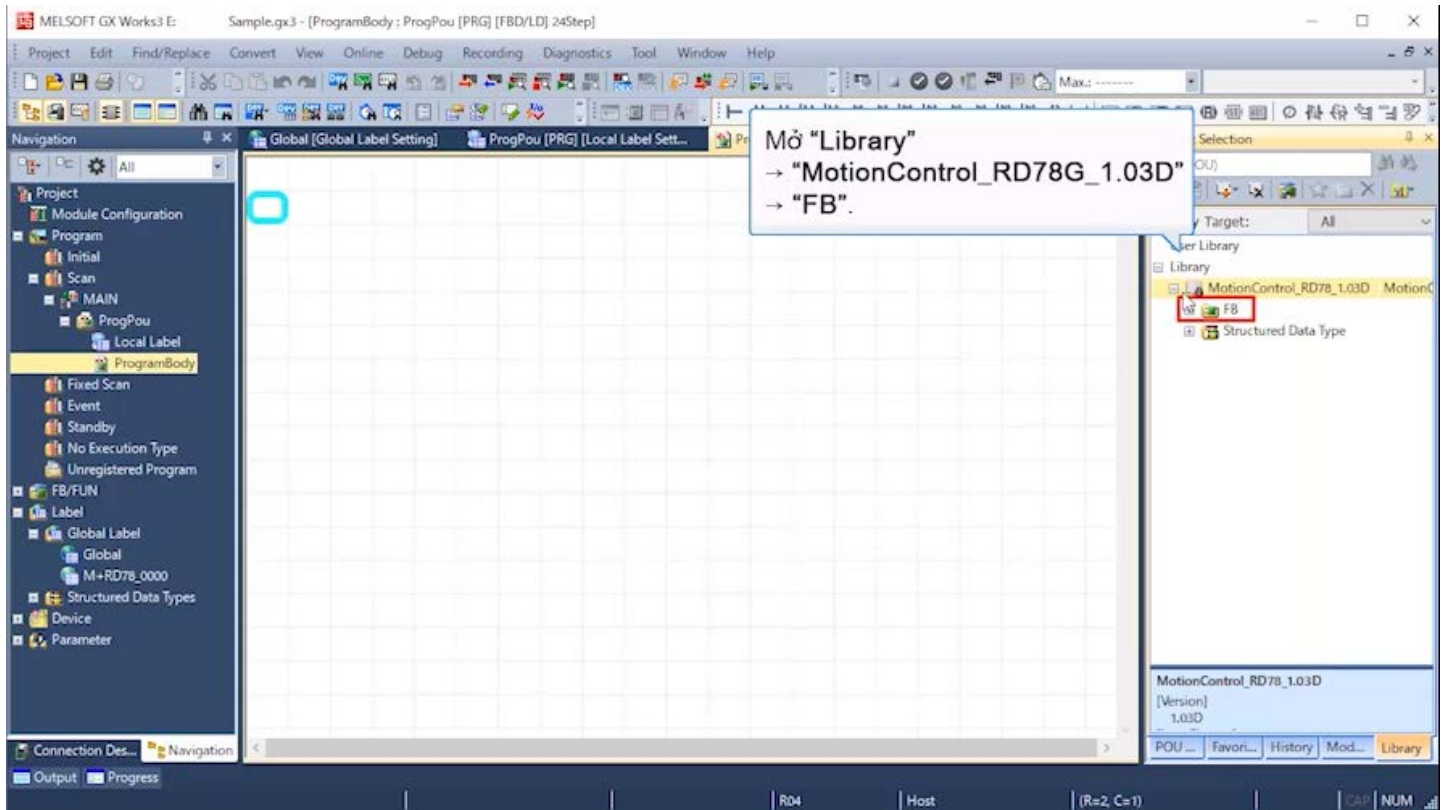 MELSOFT GX Works3 E: Sample.gx3 - [ProgramBody : ProgPou [PRG] [FBD/LD] 24Step]
Project Edit Find/Replace Convert View Online Debug Recording Diagnostics Tool Window Help
Max.: -------
Navigation
Global [Global Label Setting] ProgPou [PRG] [Local Label Sett...
Selection
Mở “Library”
→ “MotionControl_RD78G_1.03D”
→ “FB”.
All
OU)
Target: All
Project
Module Configuration
Program
Initial
Scan
MAIN
ProgPou
Local Label
ProgramBody
Fixed Scan
Event
Standby
No Execution Type
Unregistered Program
FB/FUN
Label
Global Label
Global
M+RD78_0000
Structured Data Types
Device
Parameter
ser Library
Library
MotionControl_RD78_1.03D MotionC
FB
Structured Data Type
MotionControl_RD78_1.03D
[Version]
1.03D
Connection Des... Navigation
POU ... Favori... History Mod... Library
Output Progress
R04 Host (R=2, C=1) CAP NUM